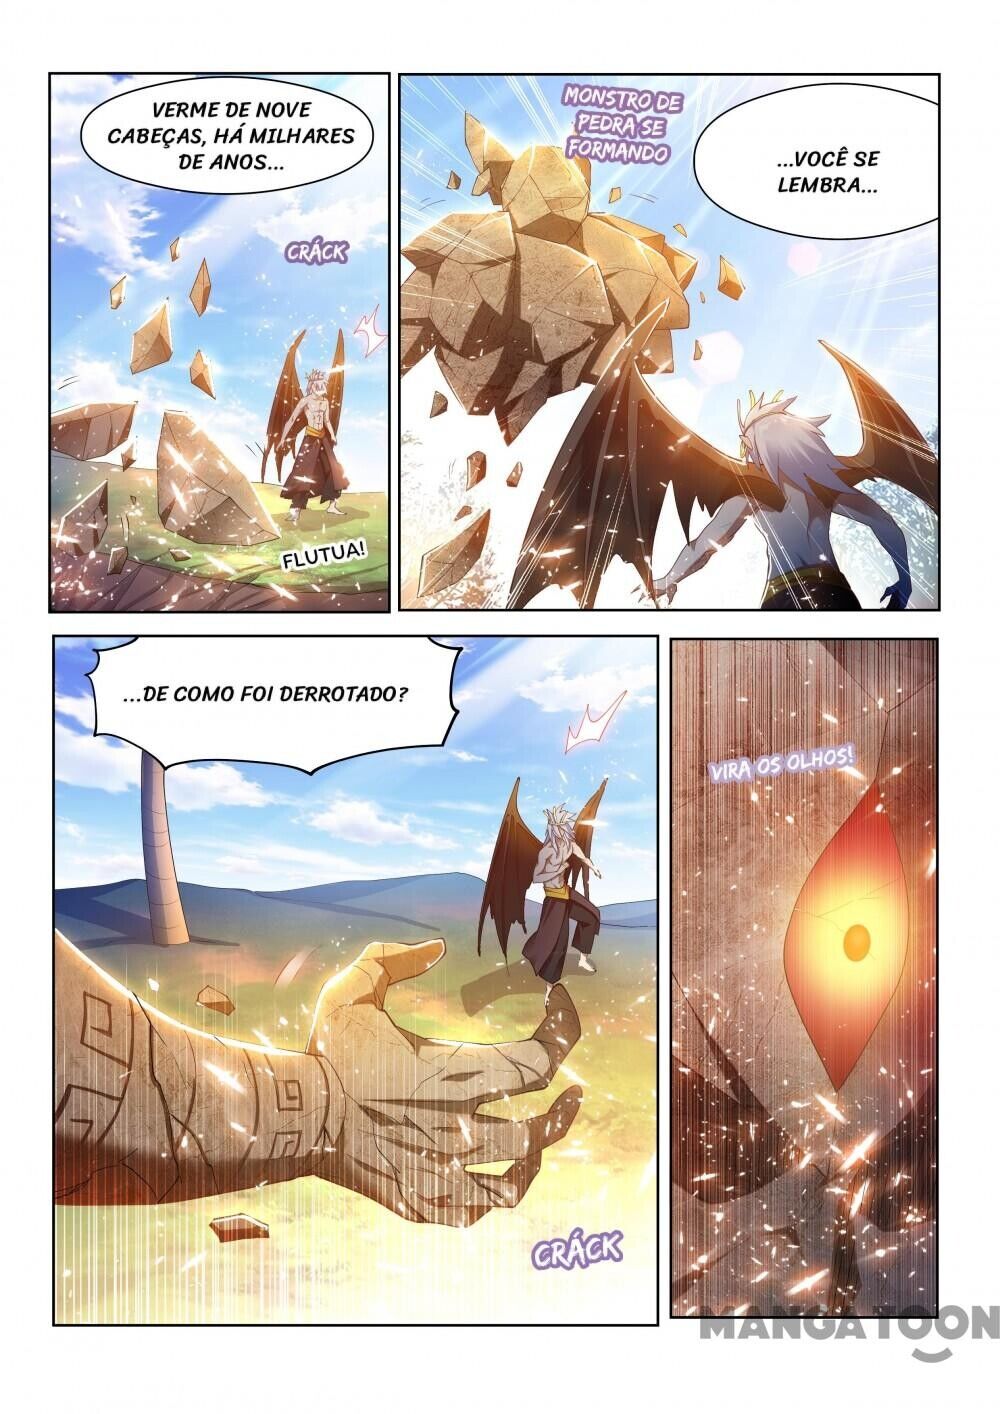 VERME DE NOVE
CABEÇAS, HÁ MILHARES
DE ANOS...
CRÁCK
FLUTUA!
MONSTRO DE
PEDRA SE
FORMANDO
...VOCÊ SE
LEMBRA...
...DE COMO FOI DERROTADO?
CRÁCK
VIRA OS OLHOS!
MANGATOON